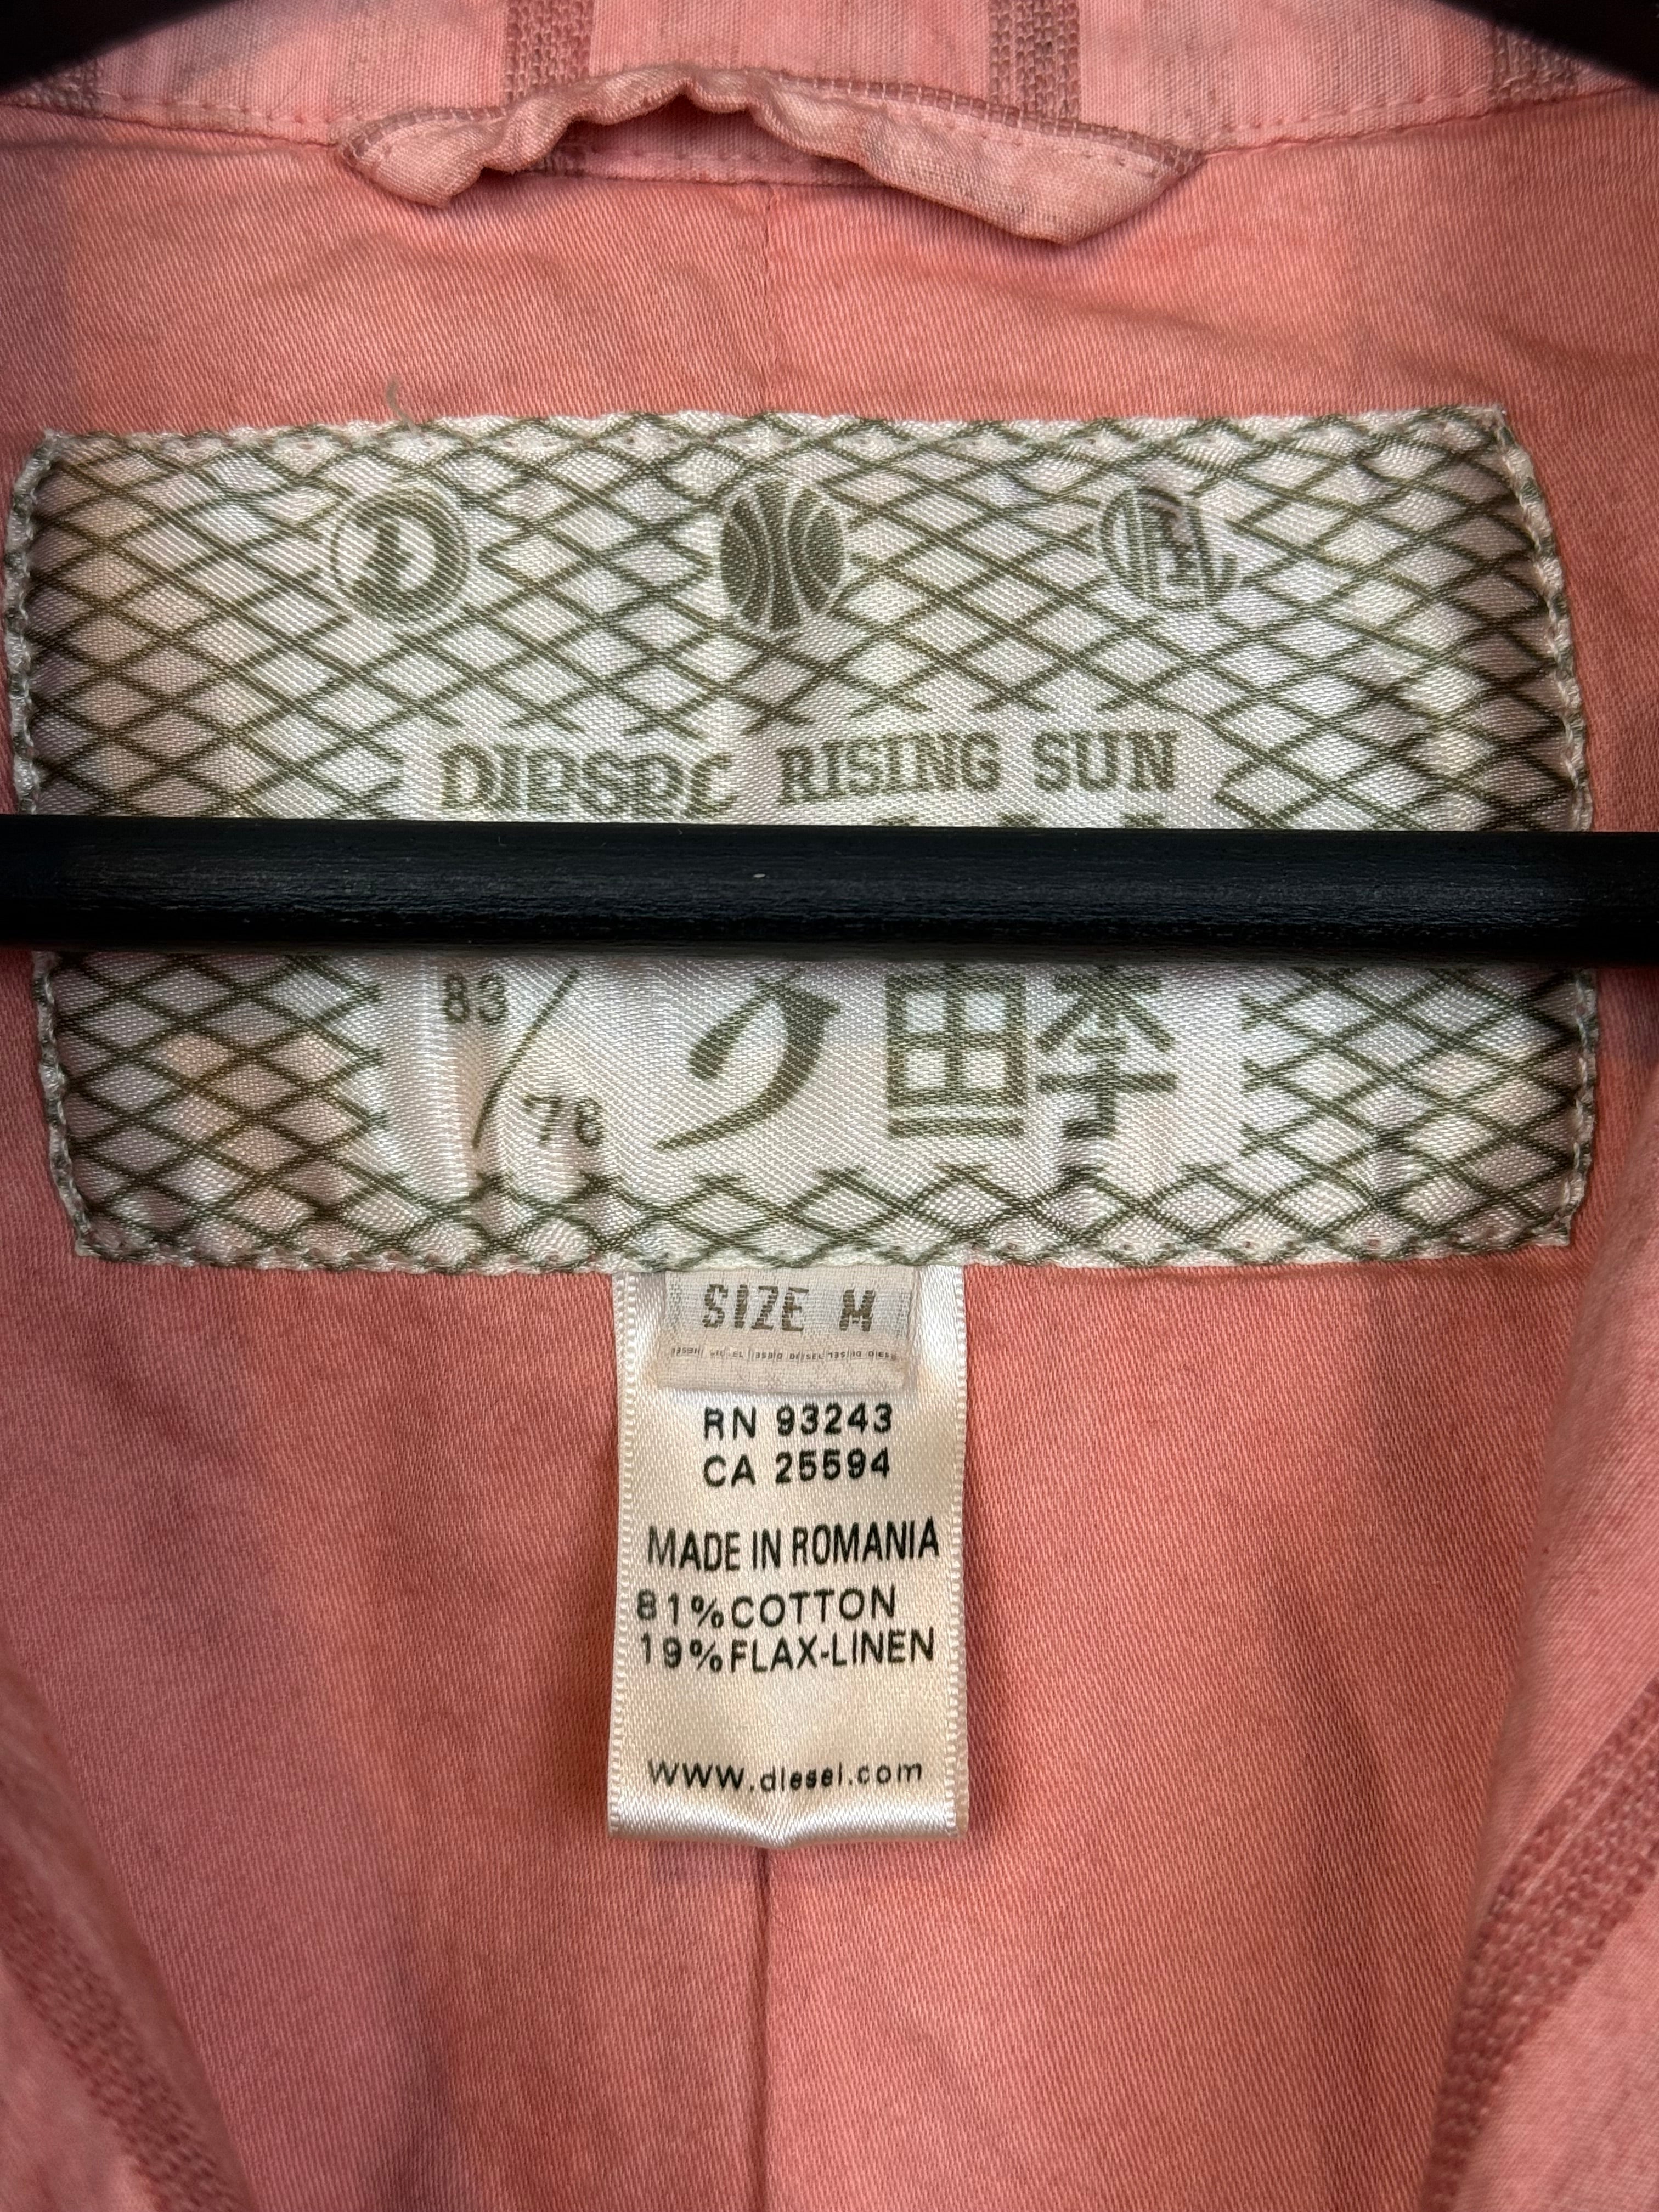 D
DIESEL RISING SUN
83/78
SIZE M
RN 93243
CA 25594
MADE IN ROMANIA
81%COTTON
19%FLAX-LINEN
www.diesel.com